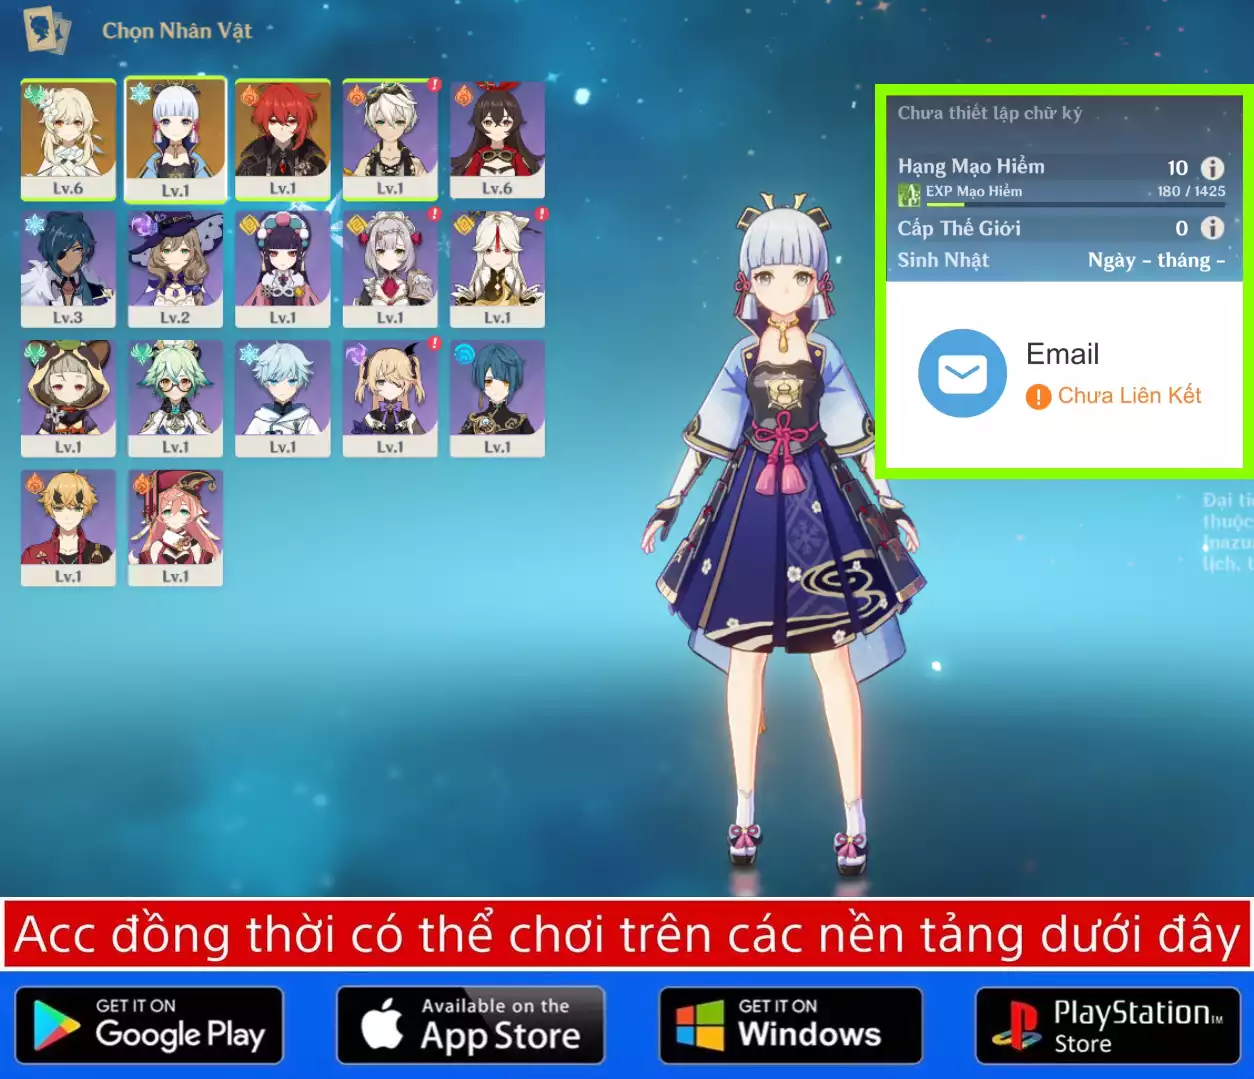 Chọn Nhân Vật
Lv.6
Lv.1
Lv.1
Lv.1
Lv.6
Lv.3
Lv.2
Lv.1
Lv.1
Lv.1
Lv.1
Lv.1
Lv.1
Lv.1
Lv.1
Lv.1
Lv.1
Chưa thiết lập chữ ký
Hạng Mạo Hiểm 10
EXP Mạo Hiểm 180 / 1425
Cấp Thế Giới 0
Sinh Nhật Ngày - tháng -
Email
Chưa Liên Kết
Đại
thuộc
lịch,
Acc đồng thời có thể chơi trên các nền tảng dưới đây
GET IT ON
Google Play
Available on the
App Store
GET IT ON
Windows
PlayStation TM
Store